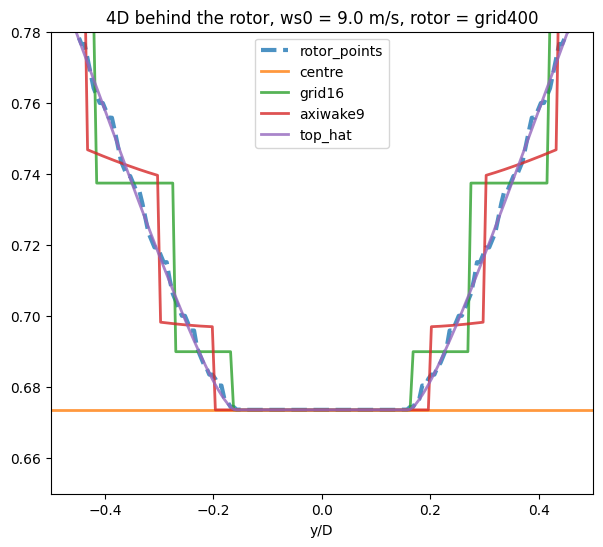 4D behind the rotor, ws0 = 9.0 m/s, rotor = grid400
rotor_points
centre
grid16
axiwake9
top_hat
0.78
0.76
0.74
0.72
0.70
0.68
0.66
−0.4
−0.2
0.0
0.2
0.4
y/D